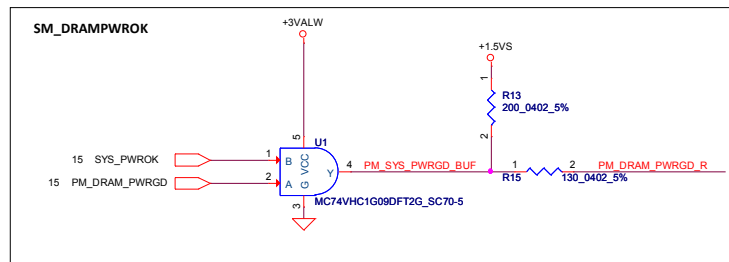 SM_DRAMPWROK
+3VALW
+1.5VS
1
R13
200_0402_5%
2
5
U1
15 SYS_PWROK
1
B
VCC
Y
4
PM_SYS_PWRGD_BUF
1
2
PM_DRAM_PWRGD_R
15 PM_DRAM_PWRGD
2
A
G
R15
130_0402_5%
3
MC74VHC1G09DFT2G_SC70-5